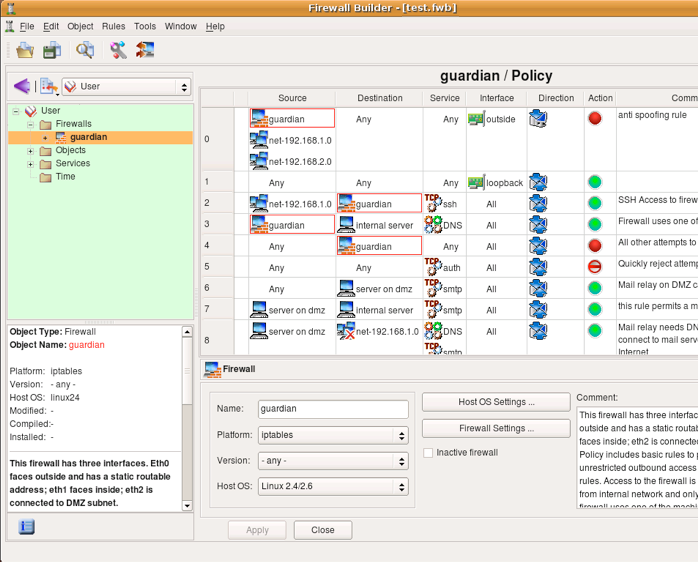 Firewall Builder - [test.fwb]
File Edit Object Rules Tools Window Help
User
User
Firewalls
guardian
Objects
Services
Time
Object Type: Firewall
Object Name: guardian
Platform: iptables
Version: - any -
Host OS: linux24
Modified: -
Compiled:-
Installed: -
This firewall has three interfaces. Eth0
faces outside and has a static routable
address; eth1 faces inside; eth2 is
connected to DMZ subnet.
guardian / Policy
Source Destination Service Interface Direction Action Comm
0 guardian Any Any outside anti spoofing rule
net-192.168.1.0
net-192.168.2.0
1 Any Any Any loopback
2 net-192.168.1.0 guardian TCP ssh All SSH Access to firew
3 guardian internal server DNS All Firewall uses one of
4 Any guardian Any All All other attempts to
5 Any Any TCP auth All Quickly reject attemp
6 Any server on dmz TCP smtp All Mail relay on DMZ c
7 server on dmz internal server TCP smtp All this rule permits a m
8 server on dmz net-192.168.1.0 DNS All Mail relay needs DN
connect to mail serv
TCP smtp Internet
Firewall
Name: guardian
Platform: iptables
Version: - any -
Host OS: Linux 2.4/2.6
Host OS Settings ...
Firewall Settings ...
Inactive firewall
Comment:
This firewall has three interfac
outside and has a static routab
faces inside; eth2 is connecte
Policy includes basic rules to p
unrestricted outbound access
rules. Access to the firewall is
from internal network and only
firewall uses one of the machin
Apply Close